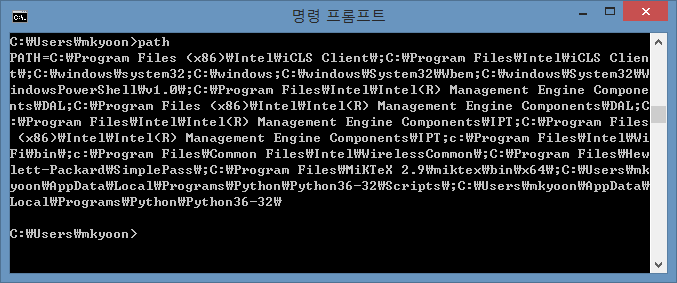 명령 프롬프트
C:₩Users₩mkyoon>path
PATH=C:₩Program Files (x86)₩Intel₩iCLS Client₩;C:₩Program Files₩Intel₩iCLS Clien
t₩;C:₩windows₩system32;C:₩windows;C:₩windows₩System32₩Wbem;C:₩windows₩System32₩W
indowsPowerShell₩v1.0₩;C:₩Program Files₩Intel₩Intel(R) Management Engine Compone
nts₩DAL;C:₩Program Files (x86)₩Intel₩Intel(R) Management Engine Components₩DAL;C
:₩Program Files₩Intel₩Intel(R) Management Engine Components₩IPT;C:₩Program Files
 (x86)₩Intel₩Intel(R) Management Engine Components₩IPT;c:₩Program Files₩Intel₩Wi
Fi₩bin₩;c:₩Program Files₩Common Files₩Intel₩WirelessCommon₩;C:₩Program Files₩Hew
lett-Packard₩SimplePass₩;C:₩Program Files₩MiKTeX 2.9₩miktex₩bin₩x64₩;C:₩Users₩mk
yoon₩AppData₩Local₩Programs₩Python₩Python36-32₩Scripts₩;C:₩Users₩mkyoon₩AppData₩
Local₩Programs₩Python₩Python36-32₩
C:₩Users₩mkyoon>